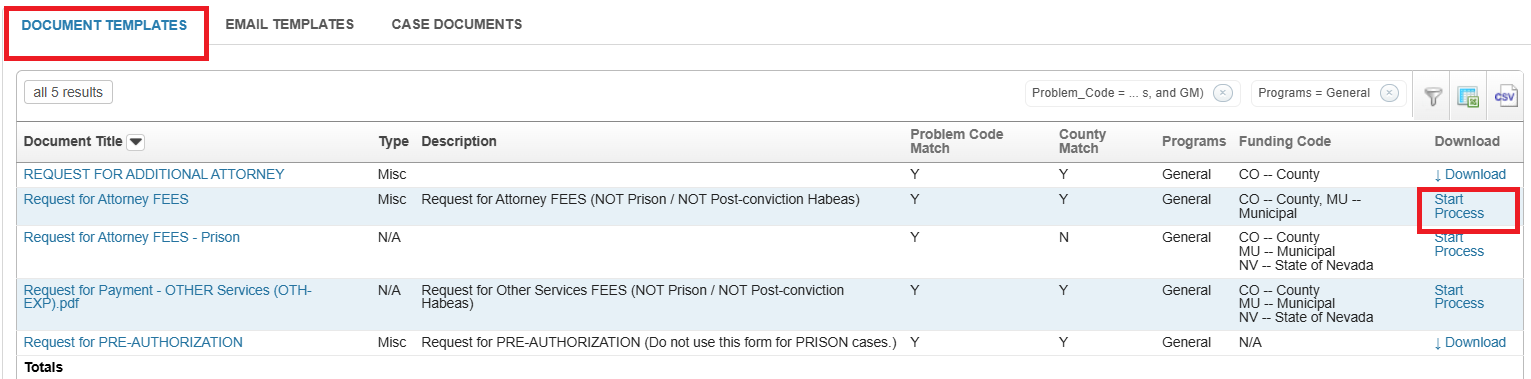 DOCUMENT TEMPLATES EMAIL TEMPLATES CASE DOCUMENTS
all 5 results Problem_Code = ... s, and GM) Programs = General CSV
Document Title Type Description Problem Code Match County Match Programs Funding Code Download
REQUEST FOR ADDITIONAL ATTORNEY Misc Y Y General CO -- County ↓ Download
Request for Attorney FEES Misc Request for Attorney FEES (NOT Prison / NOT Post-conviction Habeas) Y Y General CO -- County, MU -- Start
Municipal Process
Request for Attorney FEES - Prison N/A Y N General CO -- County Start
MU -- Municipal Process
NV -- State of Nevada
Request for Payment - OTHER Services (OTH- N/A Request for Other Services FEES (NOT Prison / NOT Post-conviction Y Y General CO -- County Start
EXP).pdf Habeas) MU -- Municipal Process
NV -- State of Nevada
Request for PRE-AUTHORIZATION Misc Request for PRE-AUTHORIZATION (Do not use this form for PRISON cases.) Y Y General N/A ↓ Download
Totals